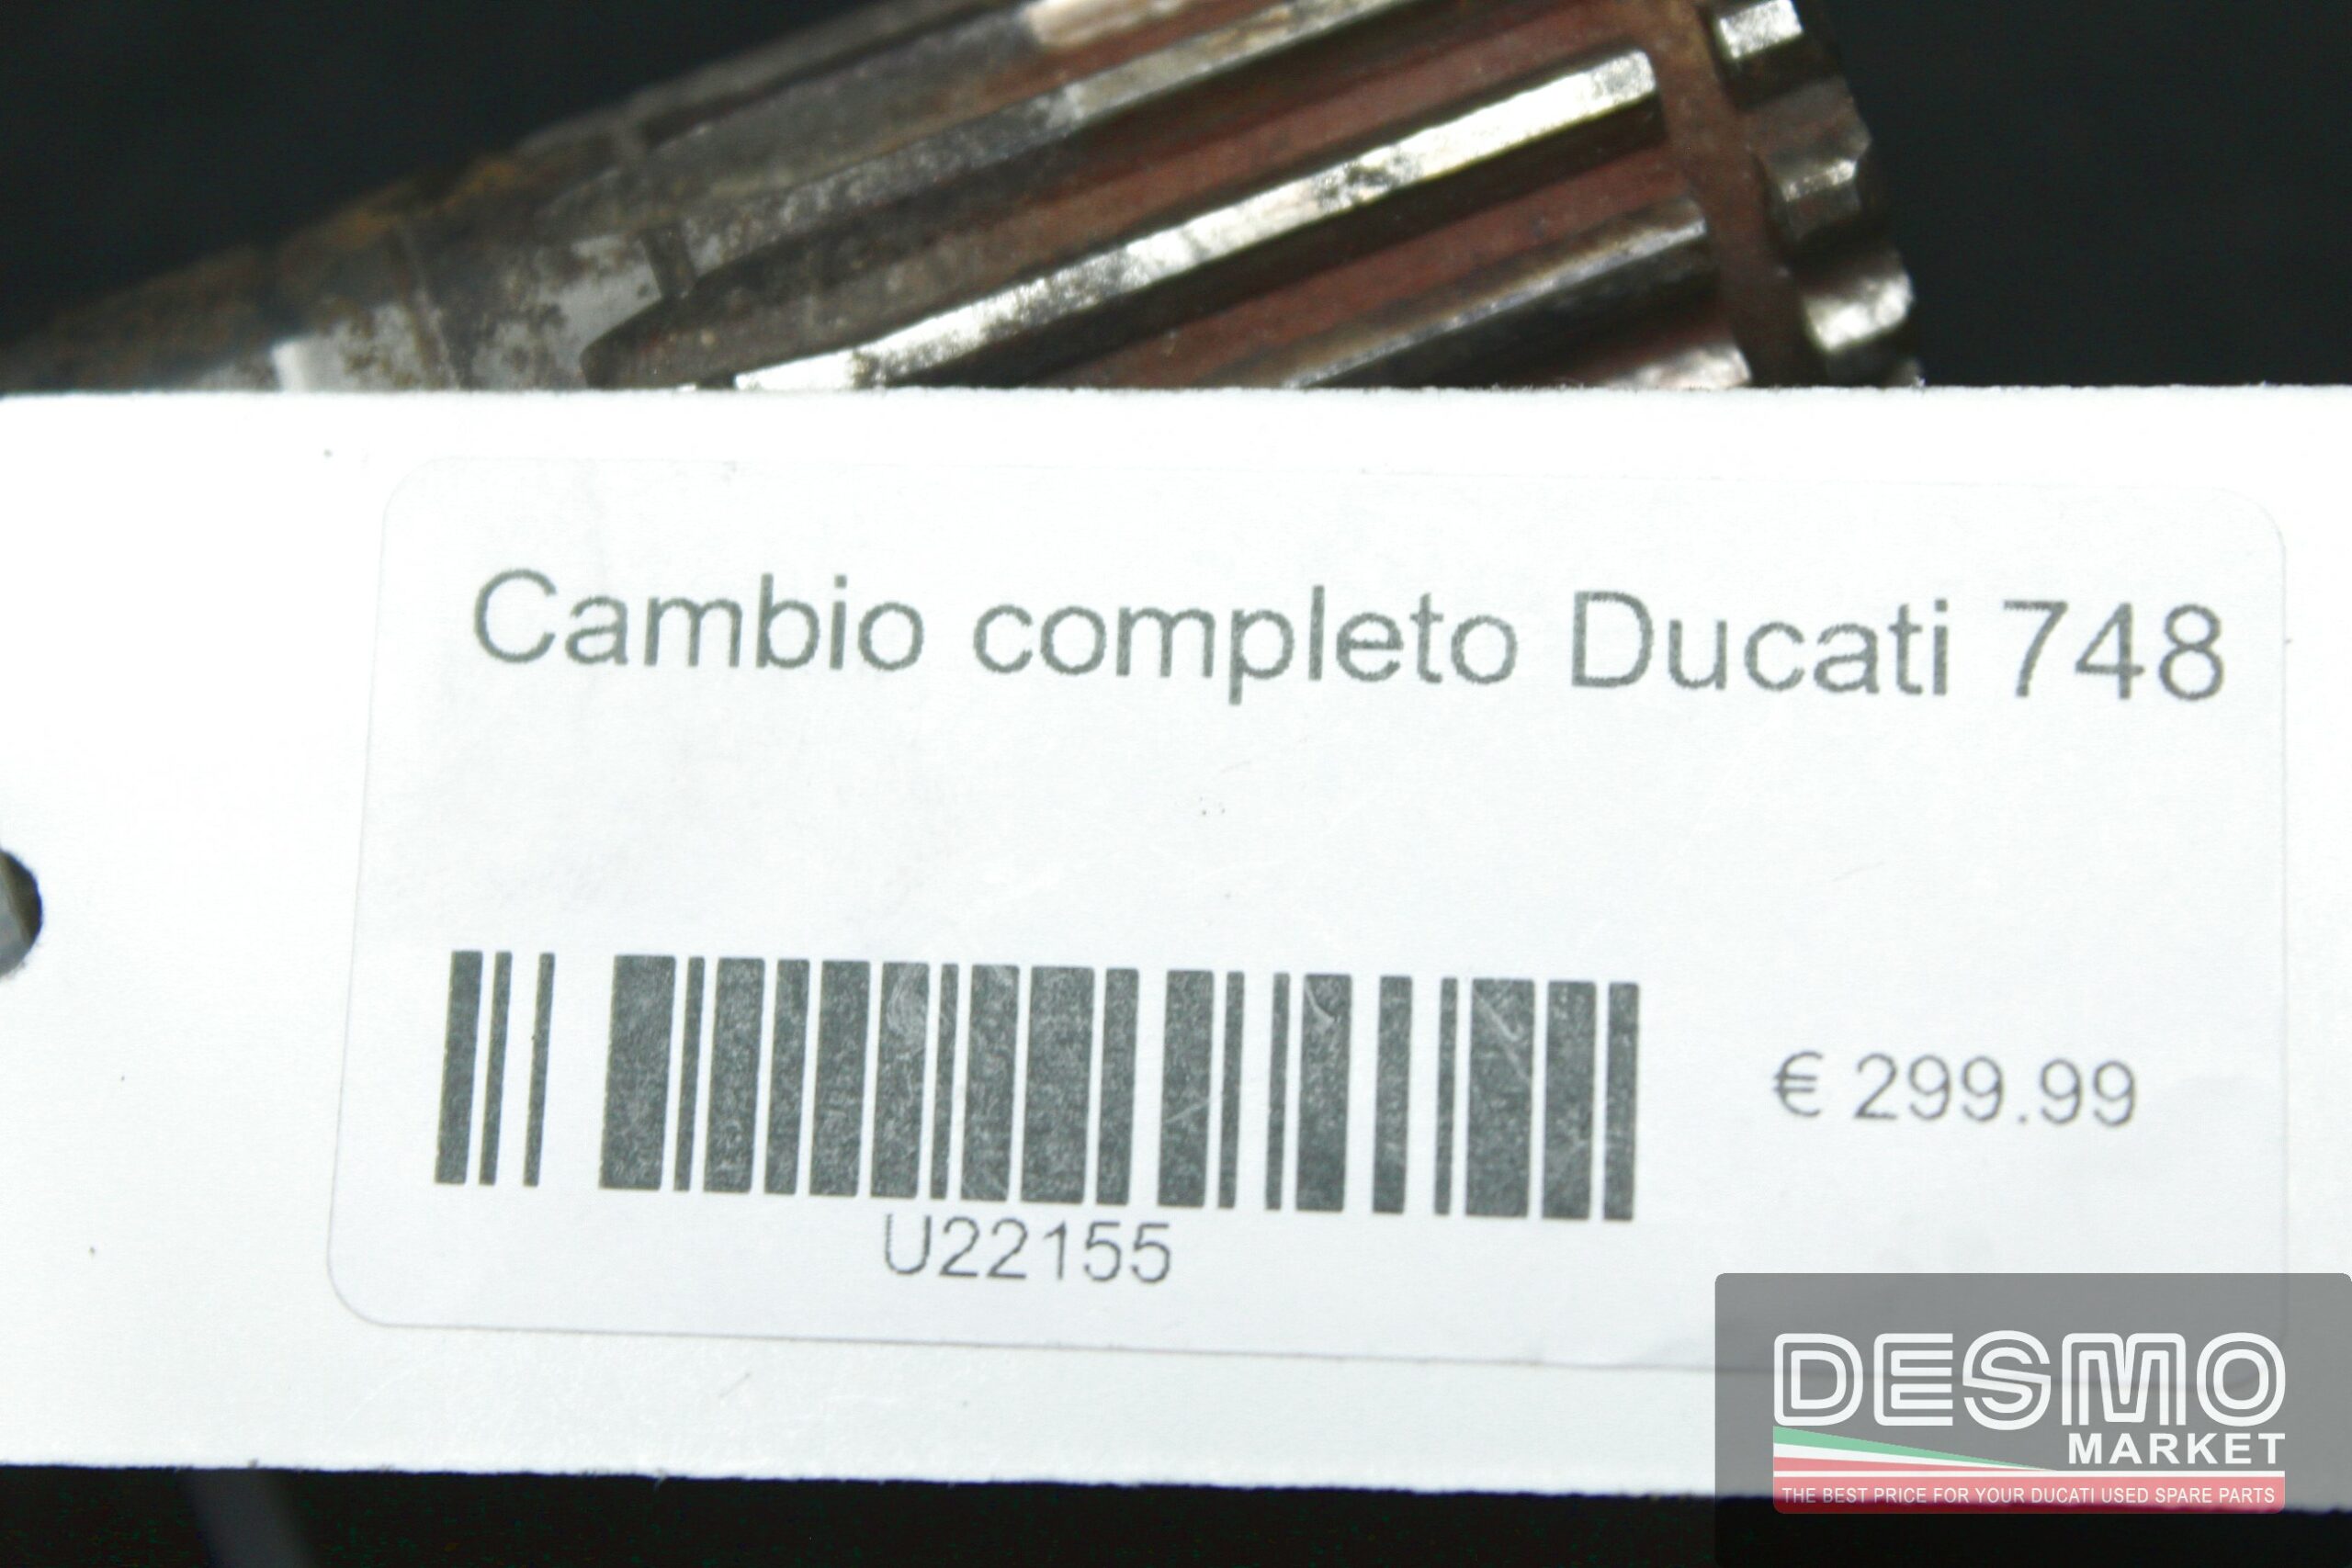 Cambio completo Ducati 748
€ 299.99
U22155
DESMO
MARKET
THE BEST PRICE FOR YOUR DUCATI USED SPARE PARTS